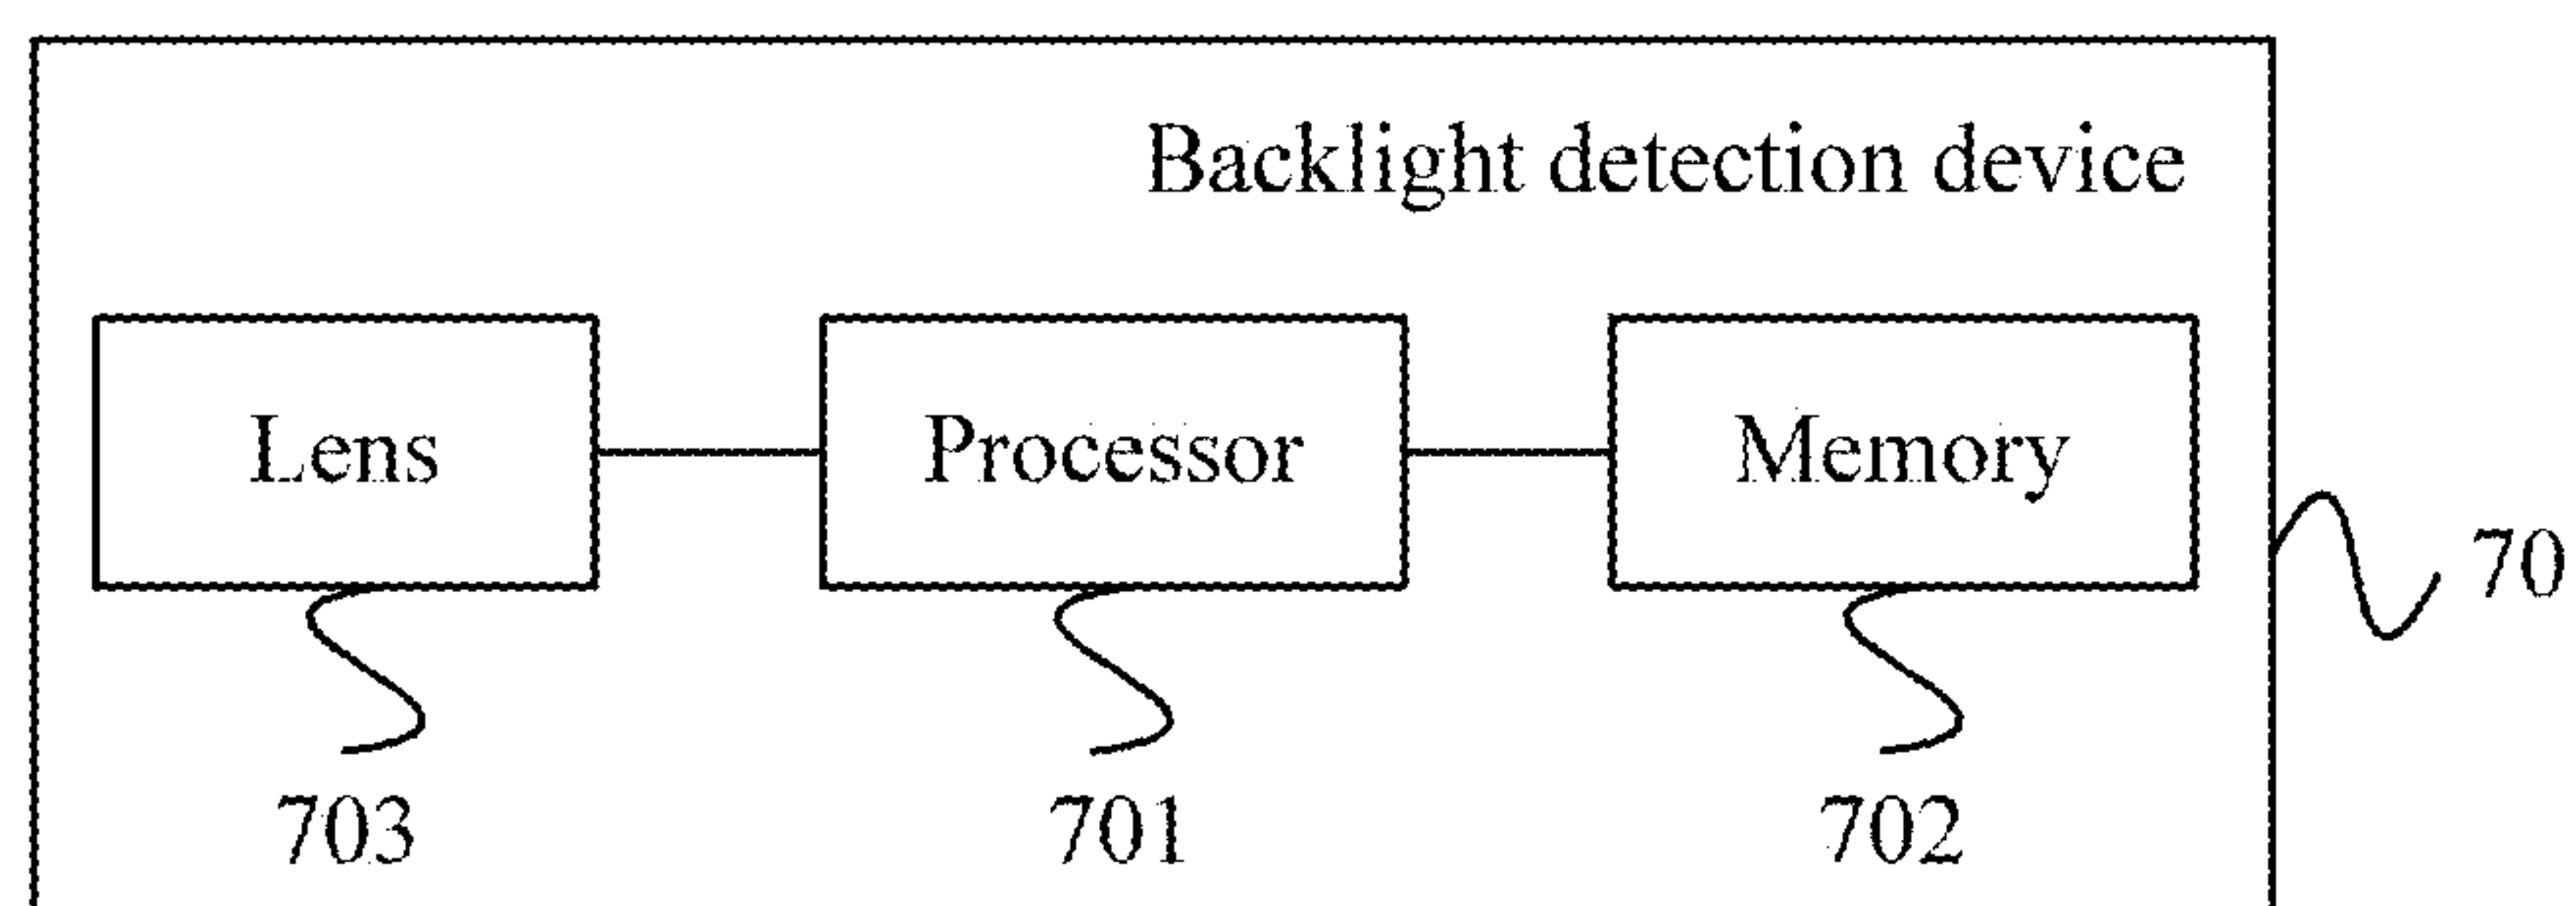 Backlight detection device
Lens
Processor
Memory
70
703
701
702